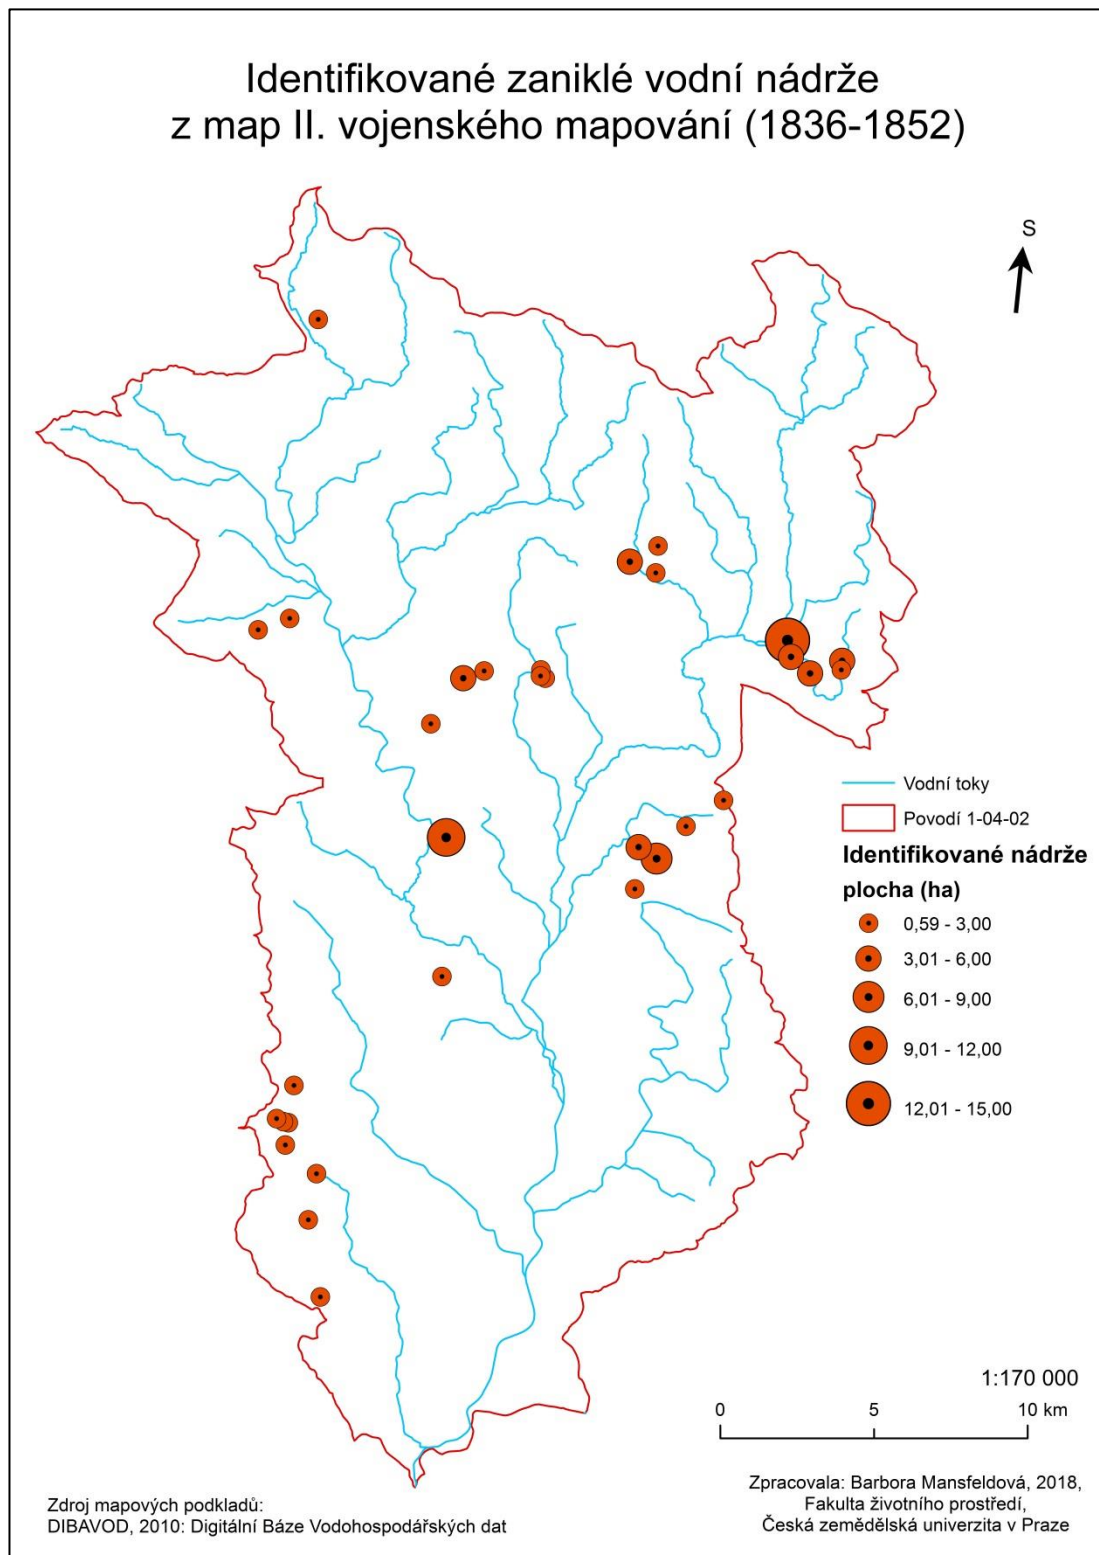 Identifikované zaniklé vodní nádrže
z map II. vojenského mapování (1836-1852)
S
Vodní toky
Povodí 1-04-02
Identifikované nádrže
plocha (ha)
0,59 - 3,00
3,01 - 6,00
6,01 - 9,00
9,01 - 12,00
12,01 - 15,00
1:170 000
0 5 10 km
Zdroj mapových podkladů:
DIBAVOD, 2010: Digitální Báze Vodohospodářských dat
Zpracovala: Barbora Mansfeldová, 2018,
Fakulta životního prostředí,
Česká zemědělská univerzita v Praze